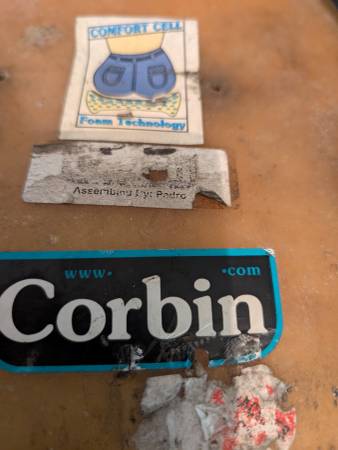 COMFORT CELL
Foam Technology
Assembled By: Pedro
www. .com
Corbin